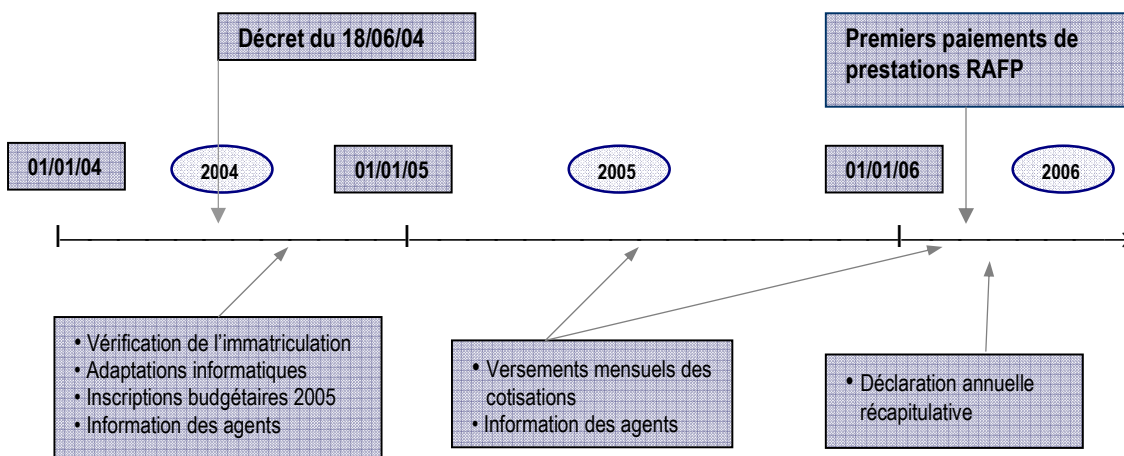 Décret du 18/06/04
Premiers paiements de
prestations RAFP
01/01/04
2004
01/01/05
2005
01/01/06
2006
• Vérification de l’immatriculation
• Adaptations informatiques
• Inscriptions budgétaires 2005
• Information des agents
• Versements mensuels des
cotisations
• Information des agents
• Déclaration annuelle
récapitulative